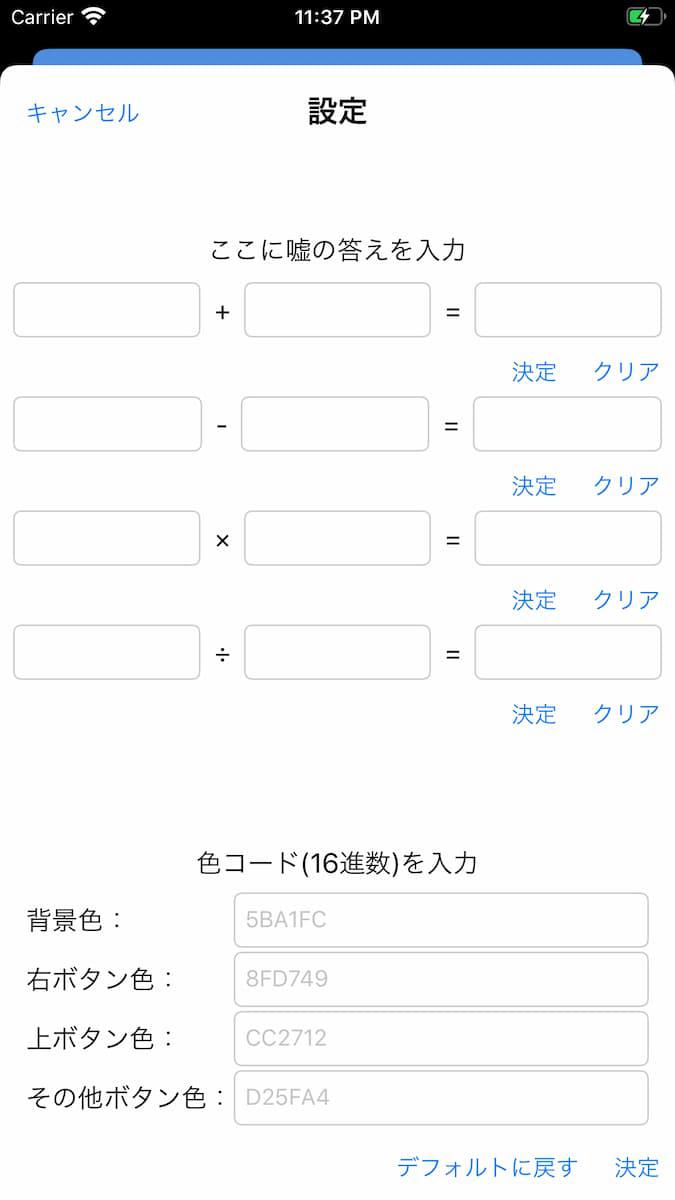 Carrier 11:37 PM
キャンセル 設定
ここに嘘の答えを入力
+ =
決定 クリア
- =
決定 クリア
× =
決定 クリア
÷ =
決定 クリア
色コード(16進数)を入力
背景色： 5BA1FC
右ボタン色： 8FD749
上ボタン色： CC2712
その他ボタン色： D25FA4
デフォルトに戻す 決定